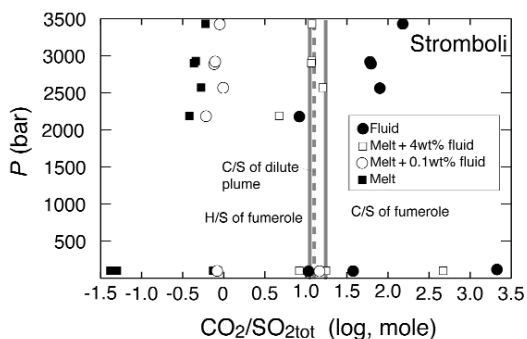 3500
3000
2500
2000
1500
1000
500
P (bar)
Stromboli
Fluid
Melt + 4wt% fluid
Melt + 0.1wt% fluid
Melt
C/S of dilute
plume
H/S of fumerole
C/S of fumerole
-1.5 -1.0 -0.5 0 0.5 1.0 1.5 2.0 2.5 3.0 3.5
CO2/SO2tot (log, mole)